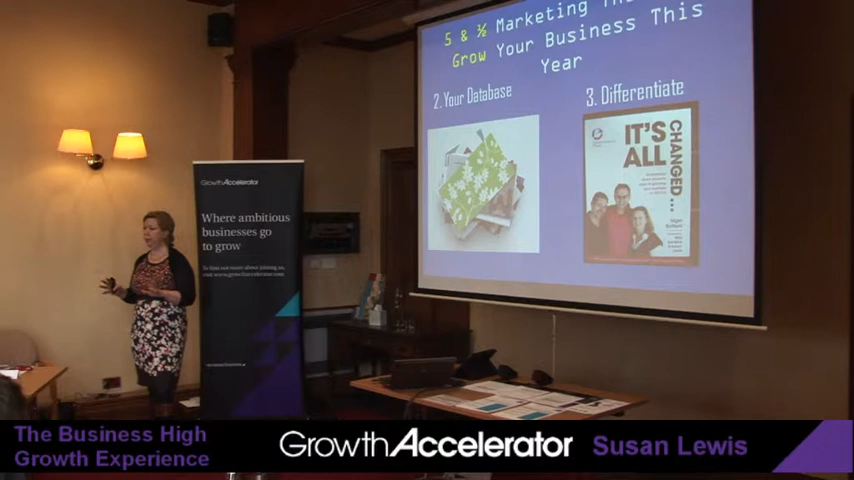 5 & ½ Marketing
Grow Your Business This
Year
2. Your Database
3. Differentiate
IT'S
ALL
CHANGED...
GrowthAccelerator
Where ambitious
businesses go
to grow
The Business High
Growth Experience
GrowthAccelerator
Susan Lewis